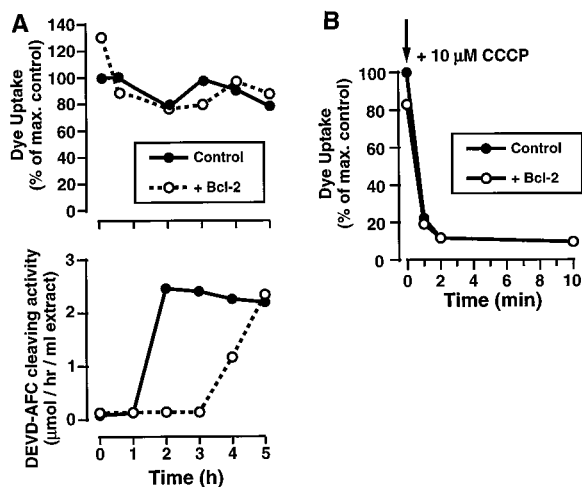 A
Dye Uptake
(% of max. control)
140
120
100
80
60
40
20
0
Control
+ Bcl-2
DEVD-AFC cleaving activity
(μmol / hr / ml extract)
3
2
1
0
0 1 2 3 4 5
Time (h)
B
+ 10 μM CCCP
Dye Uptake
(% of max. control)
100
80
60
40
20
0
Control
+ Bcl-2
0 2 4 6 8 10
Time (min)